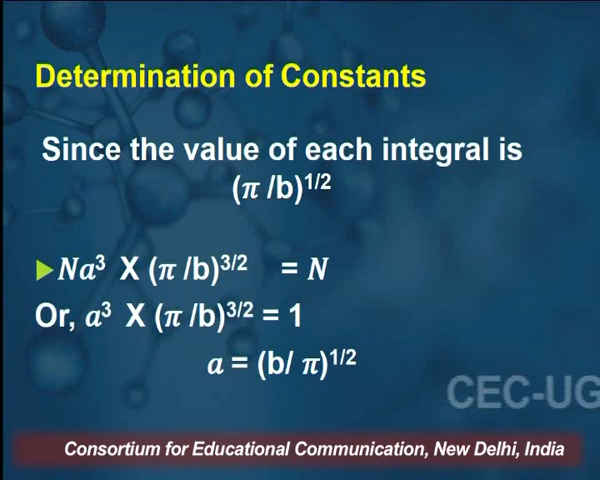 Determination of Constants
Since the value of each integral is
(π /b)^1/2
Na³ X (π /b)^3/2 = N
Or, a³ X (π /b)^3/2 = 1
a = (b/ π)^1/2
CEC-UG
Consortium for Educational Communication, New Delhi, India